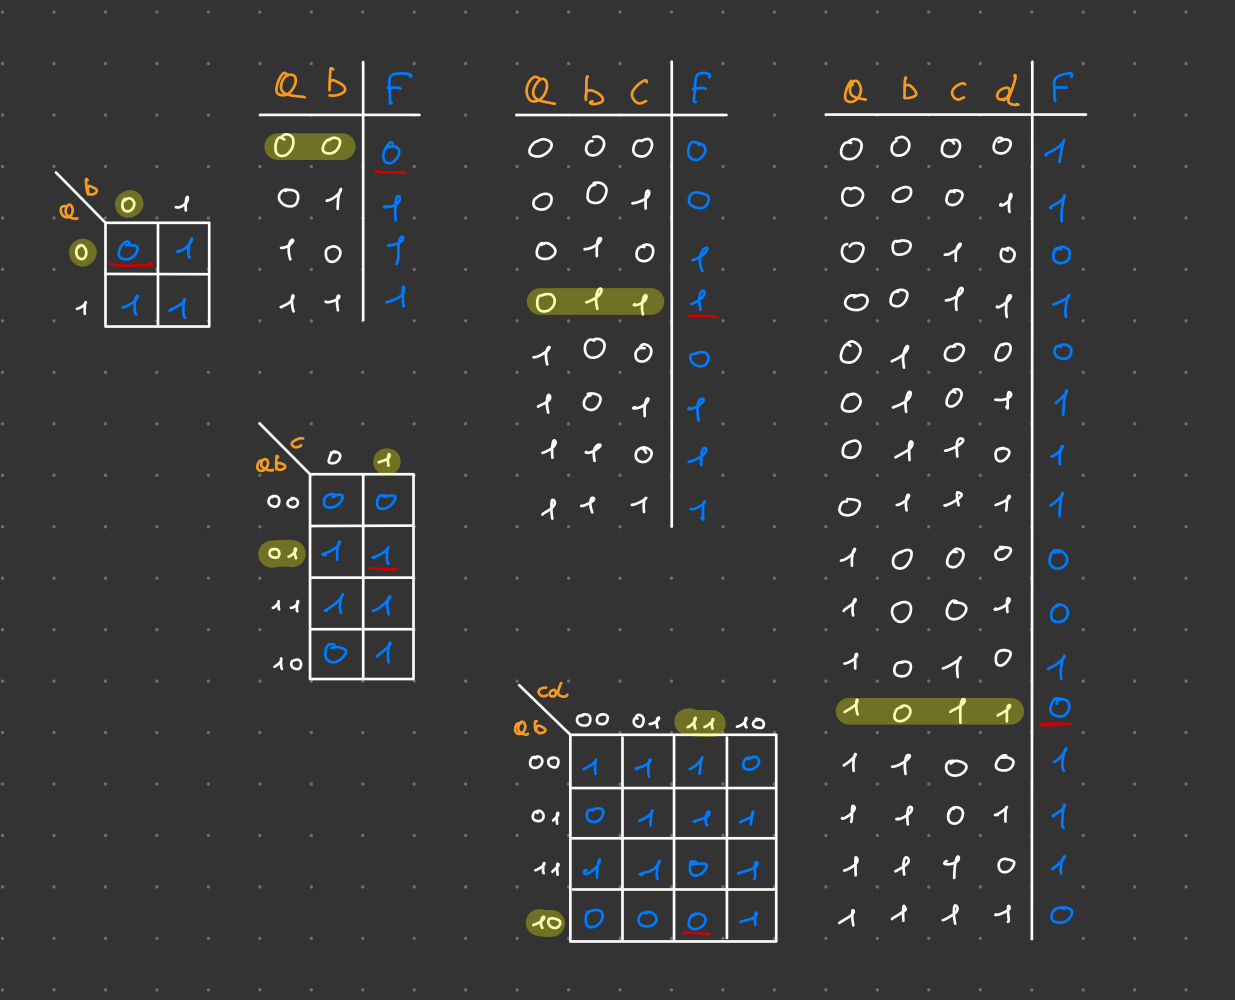 a b F
0 0 0
0 1 1
1 0 1
1 1 1
b
a 0 1
0 0 1
1 1 1
a b c F
0 0 0 0
0 0 1 0
0 1 0 1
0 1 1 1
1 0 0 0
1 0 1 1
1 1 0 1
1 1 1 1
c
ab 0 1
00 0 0
01 1 1
11 1 1
10 0 1
a b c d F
0 0 0 0 1
0 0 0 1 1
0 0 1 0 0
0 0 1 1 1
0 1 0 0 0
0 1 0 1 1
0 1 1 0 1
0 1 1 1 1
1 0 0 0 0
1 0 0 1 0
1 0 1 0 1
1 0 1 1 0
1 1 0 0 1
1 1 0 1 1
1 1 1 0 1
1 1 1 1 0
cd
ab 00 01 11 10
00 1 1 1 0
01 0 1 1 1
11 1 1 0 1
10 0 0 0 1